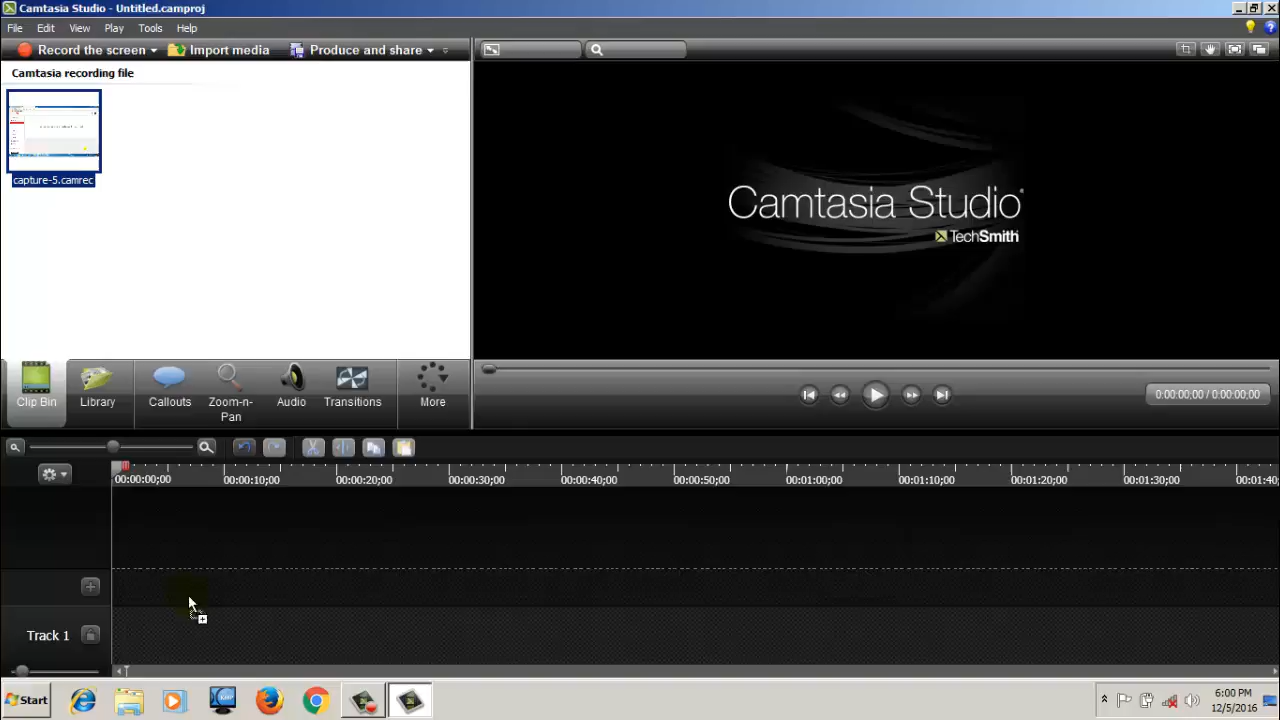 Camtasia Studio - Untitled.camproj
File Edit View Play Tools Help
Record the screen Import media Produce and share
Camtasia recording file
capture-5.camrec
Camtasia Studio®
TechSmith
Clip Bin Library Callouts Zoom-n-Pan Audio Transitions More
0:00:00;00 / 0:00:00;00
00:00:00;00 00:00:10;00 00:00:20;00 00:00:30;00 00:00:40;00 00:00:50;00 00:01:00;00 00:01:10;00 00:01:20;00 00:01:30;00 00:01:40
Track 1
Start
6:00 PM
12/5/2016